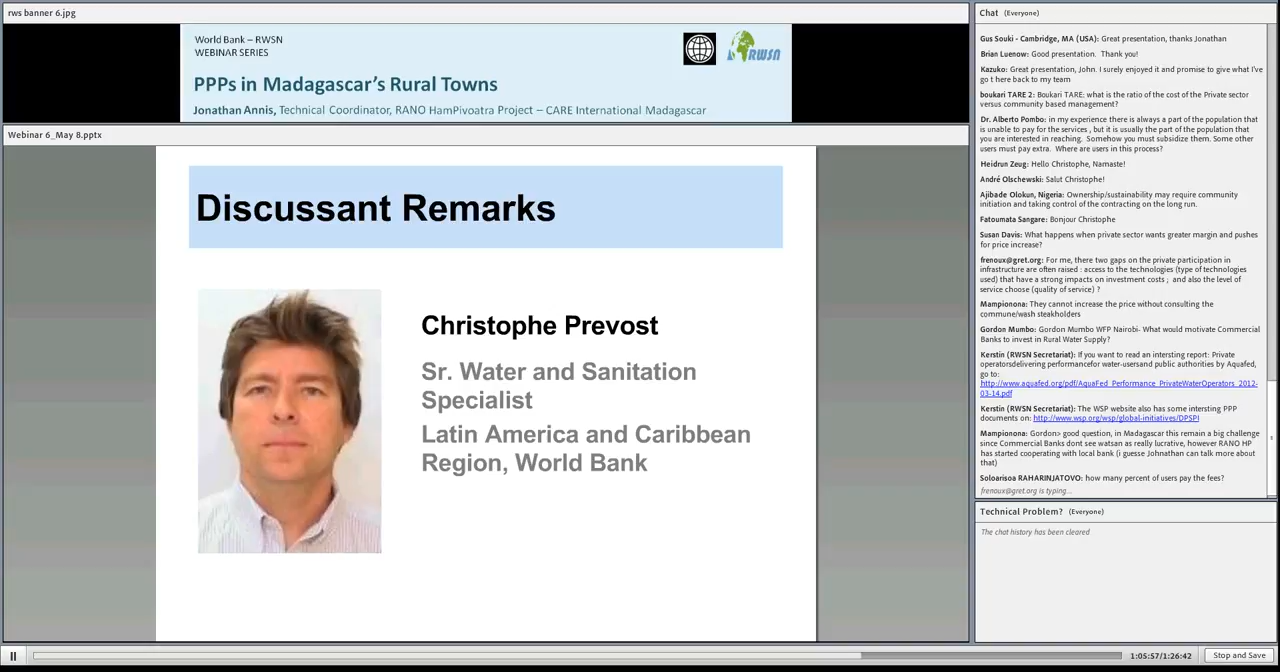 rws banner 6.jpg
World Bank – RWSN
WEBINAR SERIES
RWSN
PPPs in Madagascar's Rural Towns
Jonathan Annis, Technical Coordinator, RANO HamPivoatra Project – CARE International Madagascar
Webinar 6_May 8.pptx
Discussant Remarks
Christophe Prevost
Sr. Water and Sanitation
Specialist
Latin America and Caribbean
Region, World Bank
Chat (Everyone)
Gus Souki - Cambridge, MA (USA): Great presentation, thanks Jonathan
Brian Luenow: Good presentation. Thank you!
Kazuko: Great presentation, John. I surely enjoyed it and promise to give what I've
go t here back to my team
boukari TARE 2: Boukari TARE: what is the ratio of the cost of the Private sector
versus community based management?
Dr. Alberto Pombo: in my experience there is always a part of the population that
is unable to pay for the services , but it is usually the part of the population that
you are interested in reaching. Somehow you must subsidize them. Some other
users must pay extra. Where are users in this process?
Heidrun Zeug: Hello Christophe, Namaste!
André Olschewski: Salut Christophe!
Ajibade Olokun, Nigeria: Ownership/sustainability may require community
initiation and taking control of the contracting on the long run.
Fatoumata Sangare: Bonjour Christophe
Susan Davis: What happens when private sector wants greater margin and pushes
for price increase?
frenoux@gret.org: For me, there two gaps on the private participation in
infrastructure are often raised : access to the technologies (type of technologies
used) that have a strong impacts on investment costs ; and also the level of
service choose (quality of service) ?
Mampionona: They cannot increase the price without consulting the
commune/wash steakholders
Gordon Mumbo: Gordon Mumbo WFP Nairobi- What would motivate Commercial
Banks to invest in Rural Water Supply?
Kerstin (RWSN Secretariat): If you want to read an intersting report: Private
operatorsdelivering performancefor water-usersand public authorities by Aquafed,
go to:
http://www.aquafed.org/pdf/AquaFed_Performance_PrivateWaterOperators_2012-
03-14.pdf
Kerstin (RWSN Secretariat): The WSP website also has some intersting PPP
documents on: http://www.wsp.org/wsp/global-initiatives/DPSPI
Mampionona: Gordon> good question, in Madagascar this remain a big challenge
since Commercial Banks dont see watsan as really lucrative, however RANO HP
has started cooperating with local bank (i guess Johnathan can talk more about
that)
Soloarisoa RAHARINJATOVO: how many percent of users pay the fees?
frenoux@gret.org is typing...
Technical Problem? (Everyone)
The chat history has been cleared
1:05:57/1:26:42
Stop and Save